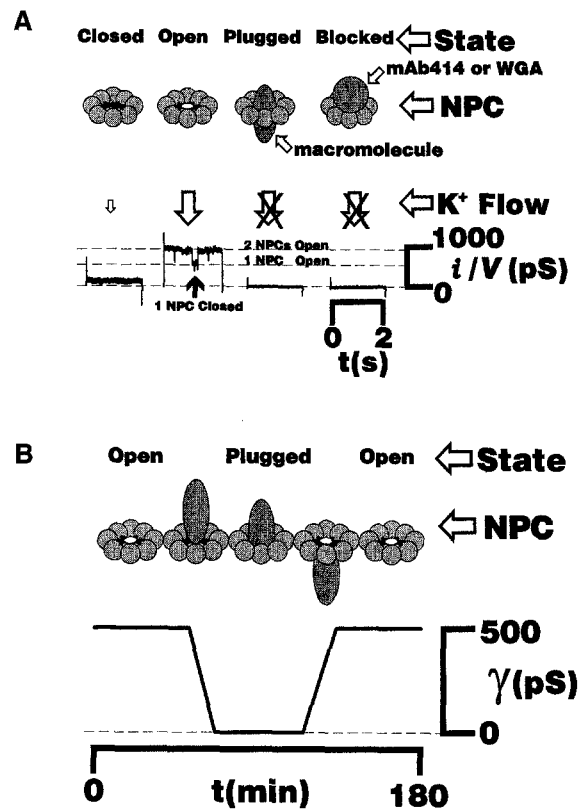 A
Closed Open Plugged Blocked State
mAb414 or WGA
NPC
macromolecule
K+ Flow
2 NPCs Open
1 NPC Open
1 NPC Closed
1000
i/V (pS)
0
0 2
t(s)
B
Open Plugged Open State
NPC
500
γ(pS)
0
0 t(min) 180